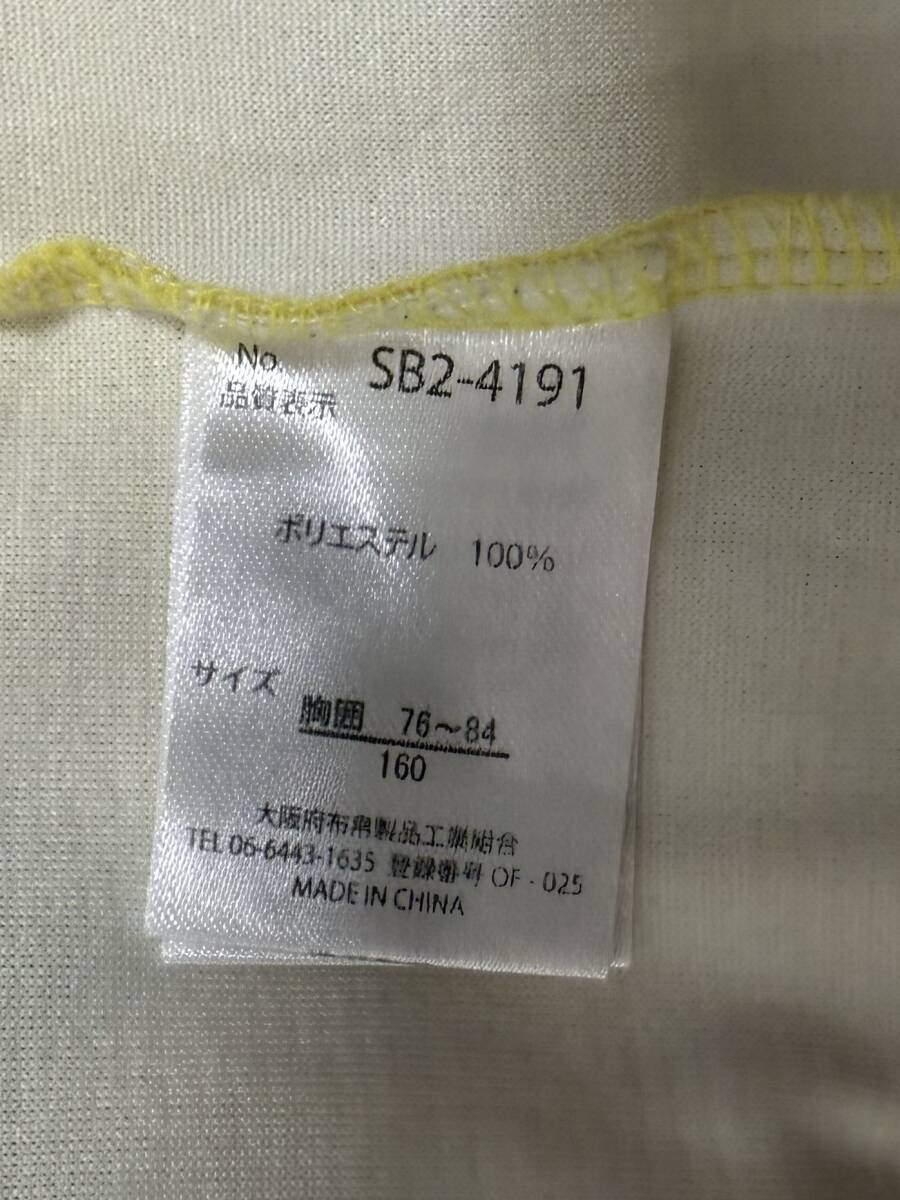 No SB2-4191
品質表示
ポリエステル 100%
サイズ
胸囲 76～84
160
大阪府布帛製品工業組合
TEL 06-6443-1635 登録番号 OF-025
MADE IN CHINA